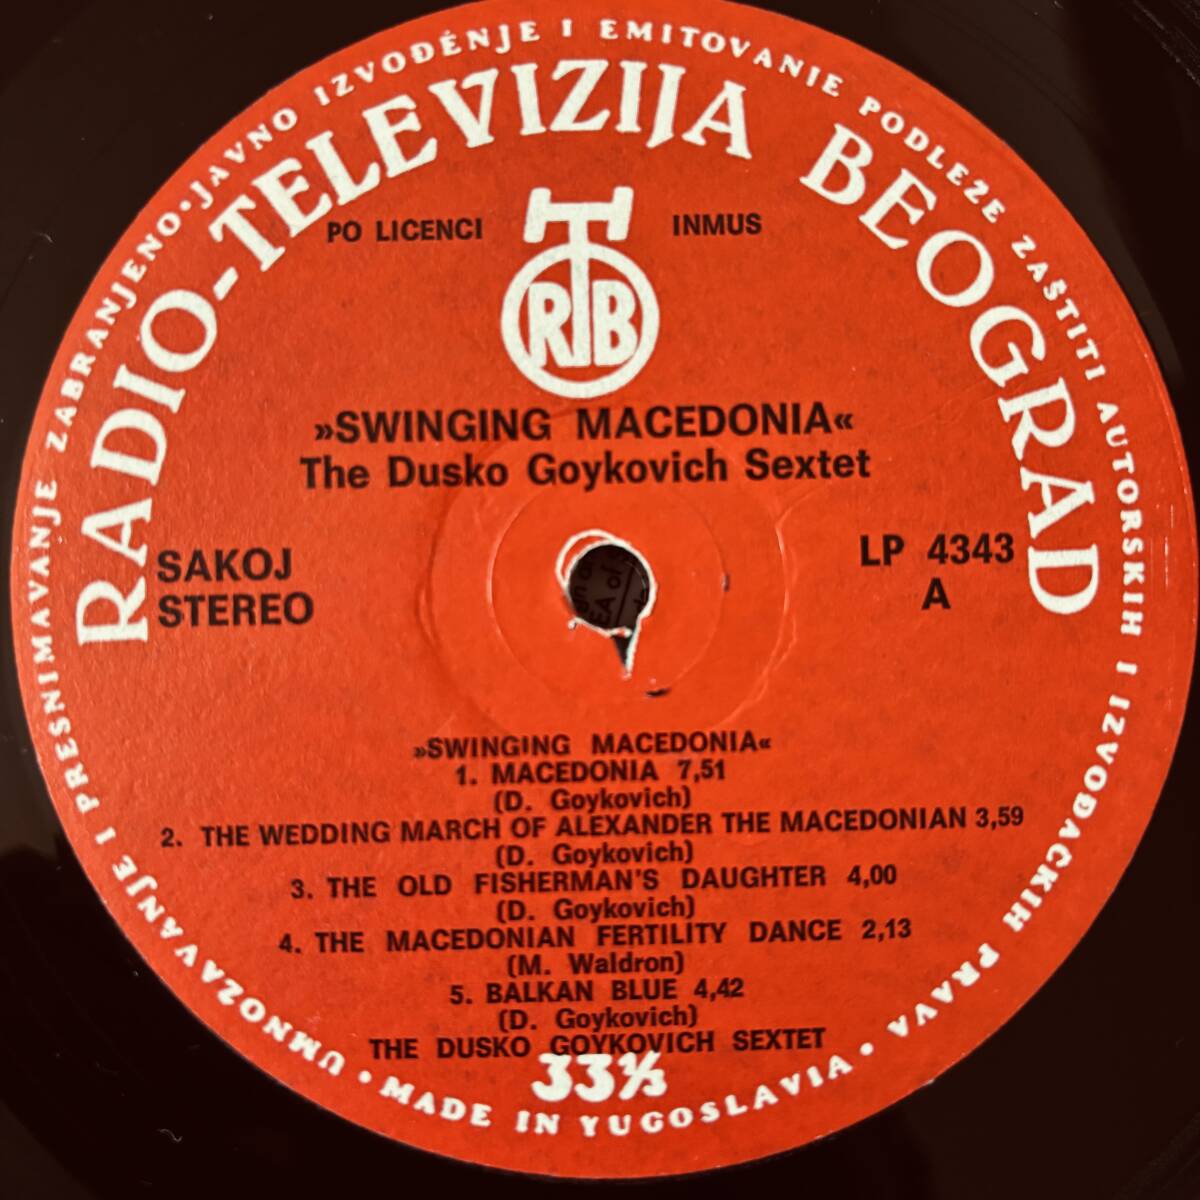 UMNOZAVANJE I PRESNIMAVANJE ZABRANJENO • JAVNO IZVOĐENJE I EMITOVANJE PODLEŽE ZAŠTITI AUTORSKIH I IZVOĐAČKIH PRAVA •
RADIO-TELEVIZIJA BEOGRAD
PO LICENCI INMUS
RTB
»SWINGING MACEDONIA«
The Dusko Goykovich Sextet
SAKOJ
STEREO
LP 4343
A
»SWINGING MACEDONIA«
1. MACEDONIA 7,51
(D. Goykovich)
2. THE WEDDING MARCH OF ALEXANDER THE MACEDONIAN 3,59
(D. Goykovich)
3. THE OLD FISHERMAN'S DAUGHTER 4,00
(D. Goykovich)
4. THE MACEDONIAN FERTILITY DANCE 2,13
(M. Waldron)
5. BALKAN BLUE 4,42
(D. Goykovich)
THE DUSKO GOYKOVICH SEXTET
33⅓
MADE IN YUGOSLAVIA •